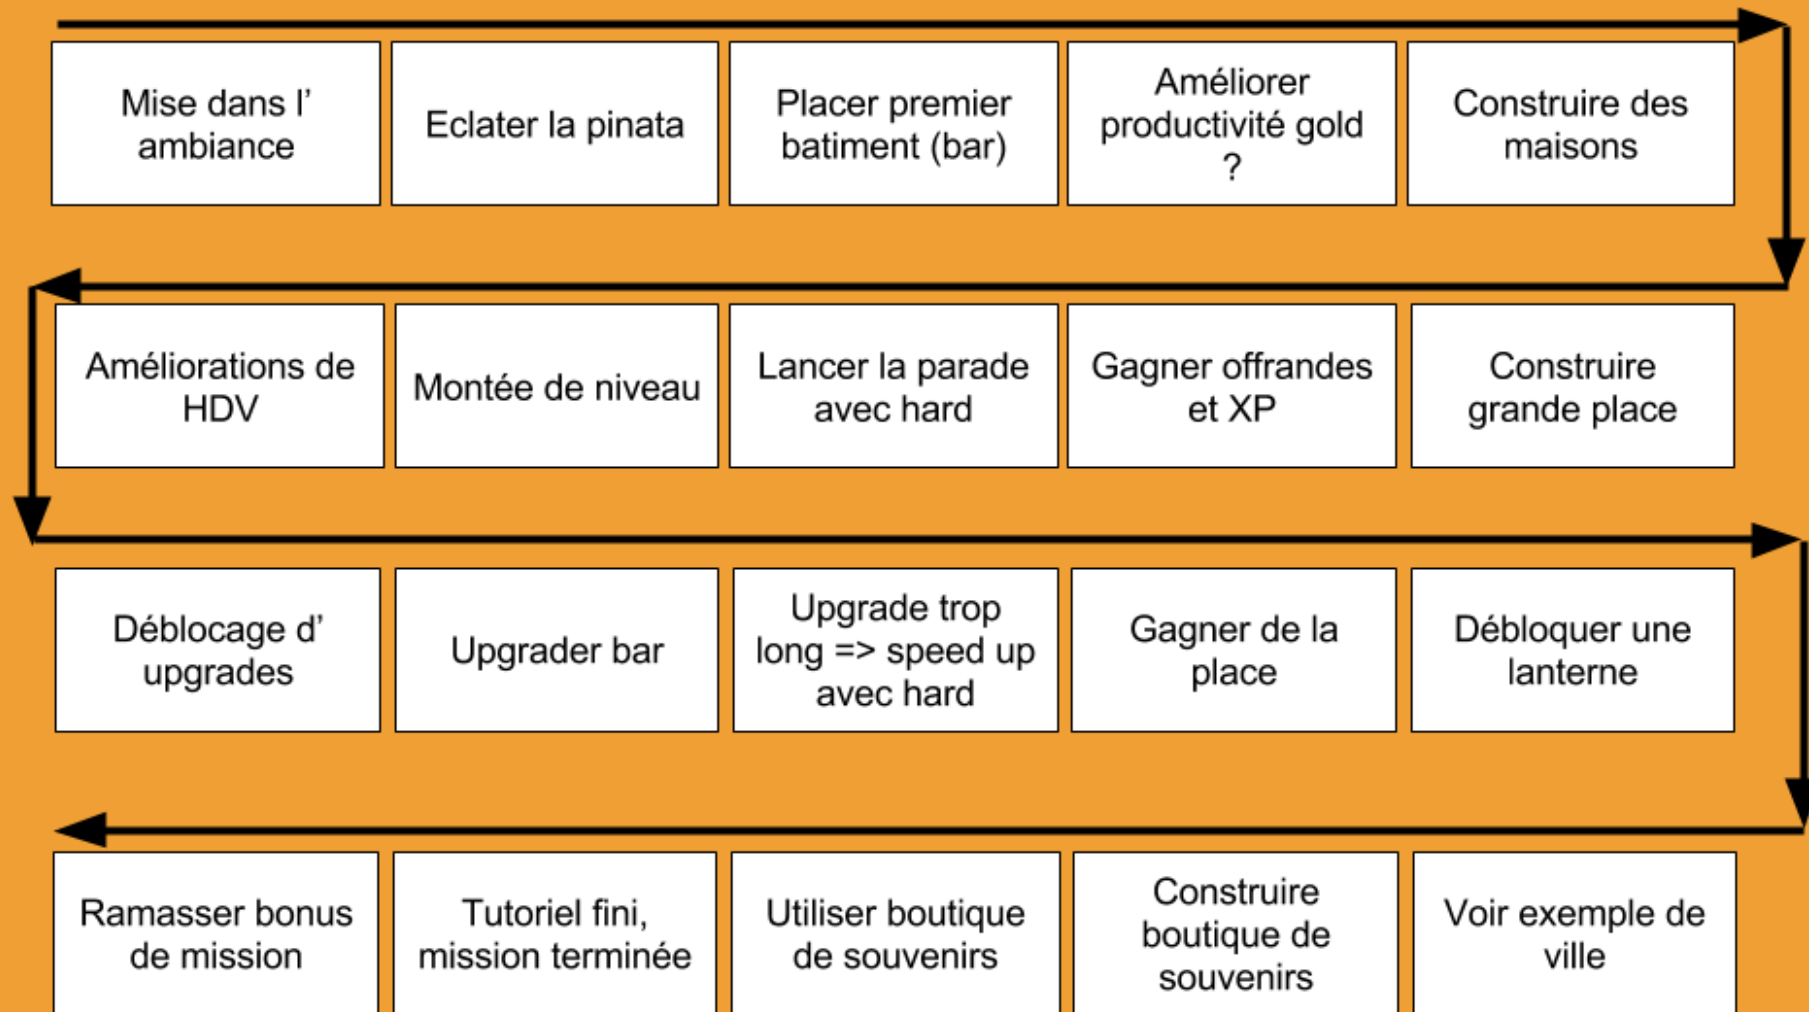 Mise dans l’
ambiance
Eclater la pinata
Placer premier
batiment (bar)
Améliorer
productivité gold
?
Construire des
maisons
Améliorations de
HDV
Montée de niveau
Lancer la parade
avec hard
Gagner offrandes
et XP
Construire
grande place
Déblocage d’
upgrades
Upgrader bar
Upgrade trop
long => speed up
avec hard
Gagner de la
place
Débloquer une
lanterne
Ramasser bonus
de mission
Tutoriel fini,
mission terminée
Utiliser boutique
de souvenirs
Construire
boutique de
souvenirs
Voir exemple de
ville